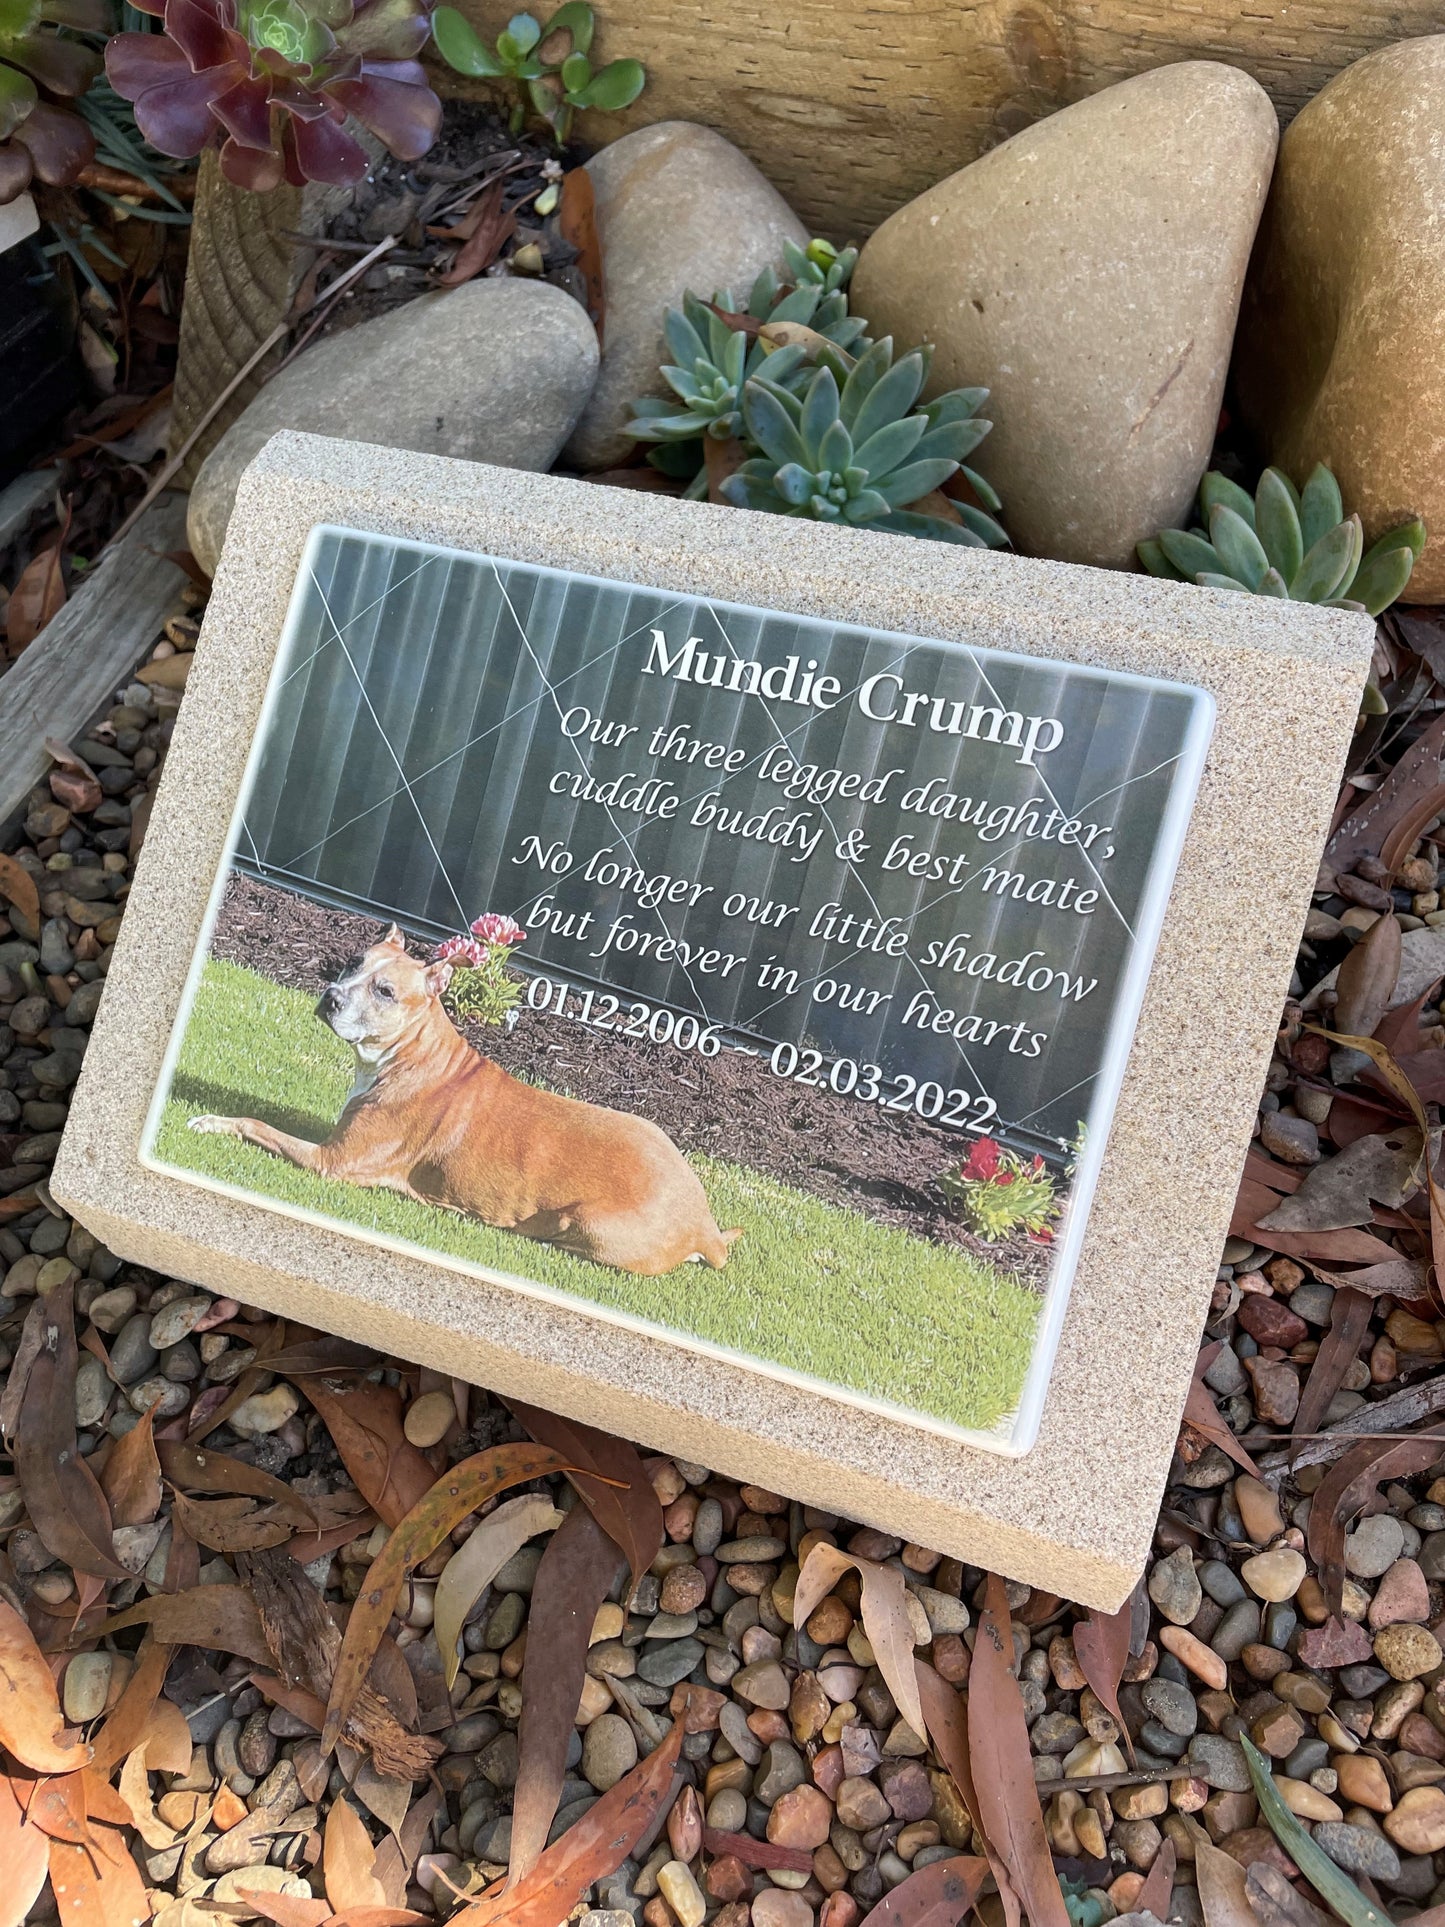 Mundie Crump
Our three legged daughter,
cuddle buddy & best mate
No longer our little shadow
but forever in our hearts
01.12.2006 ~ 02.03.2022